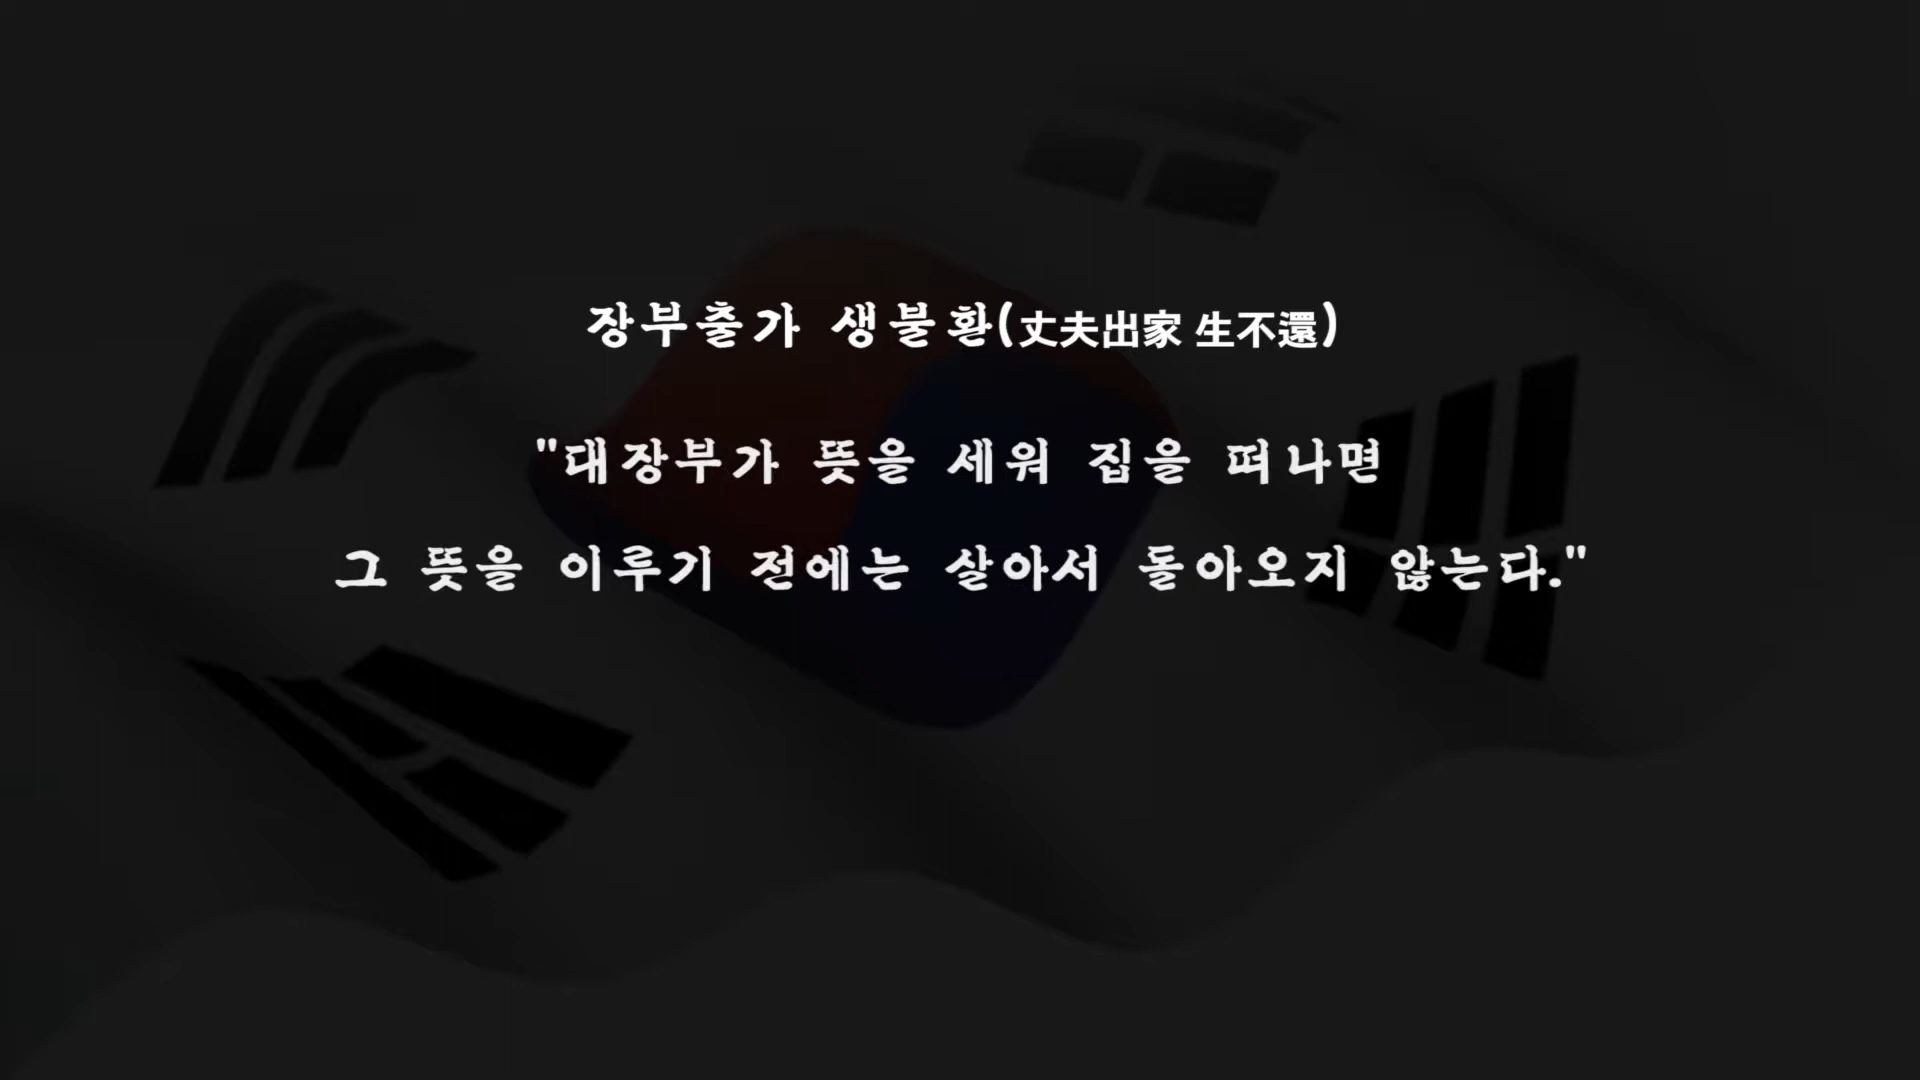 장부출가 생불환(丈夫出家 生不還)
"대장부가 뜻을 세워 집을 떠나면
그 뜻을 이루기 전에는 살아서 돌아오지 않는다."